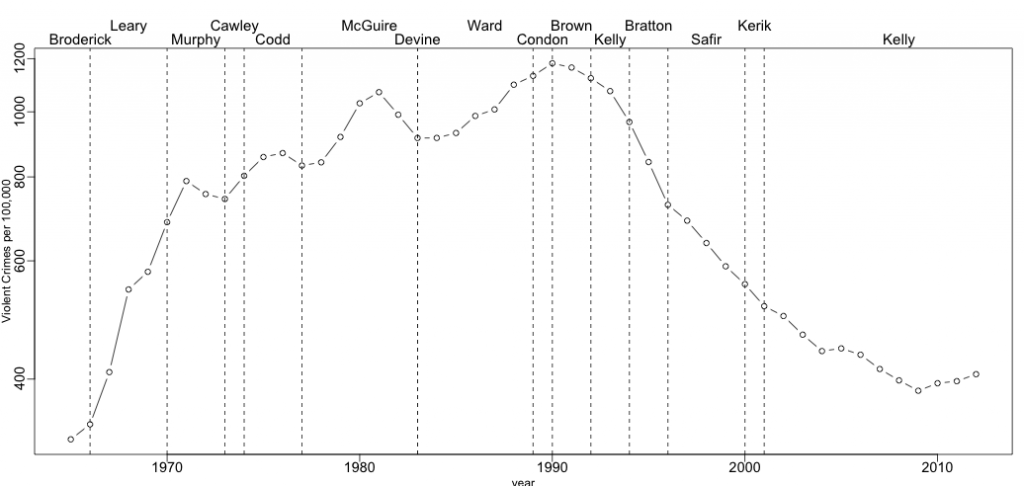 Leary Cawley McGuire Ward Brown Bratton Kerik
Broderick Murphy Codd Devine Condon Kelly Safir Kelly
1200
1000
800
600
400
Violent Crimes per 100,000
1970 1980 1990 2000 2010
year